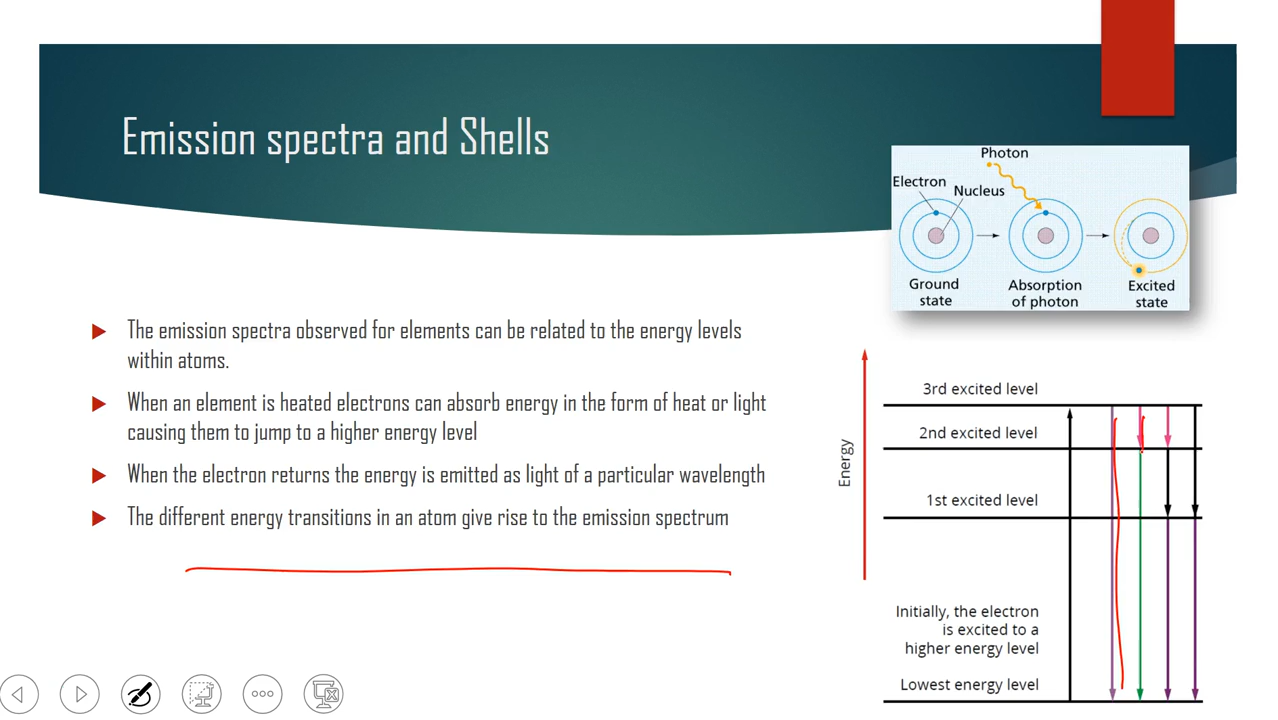 Emission spectra and Shells
Photon
Electron
Nucleus
Ground
state
Absorption
of photon
Excited
state
The emission spectra observed for elements can be related to the energy levels
within atoms.
When an element is heated electrons can absorb energy in the form of heat or light
causing them to jump to a higher energy level
When the electron returns the energy is emitted as light of a particular wavelength
The different energy transitions in an atom give rise to the emission spectrum
Energy
3rd excited level
2nd excited level
1st excited level
Initially, the electron
is excited to a
higher energy level
Lowest energy level